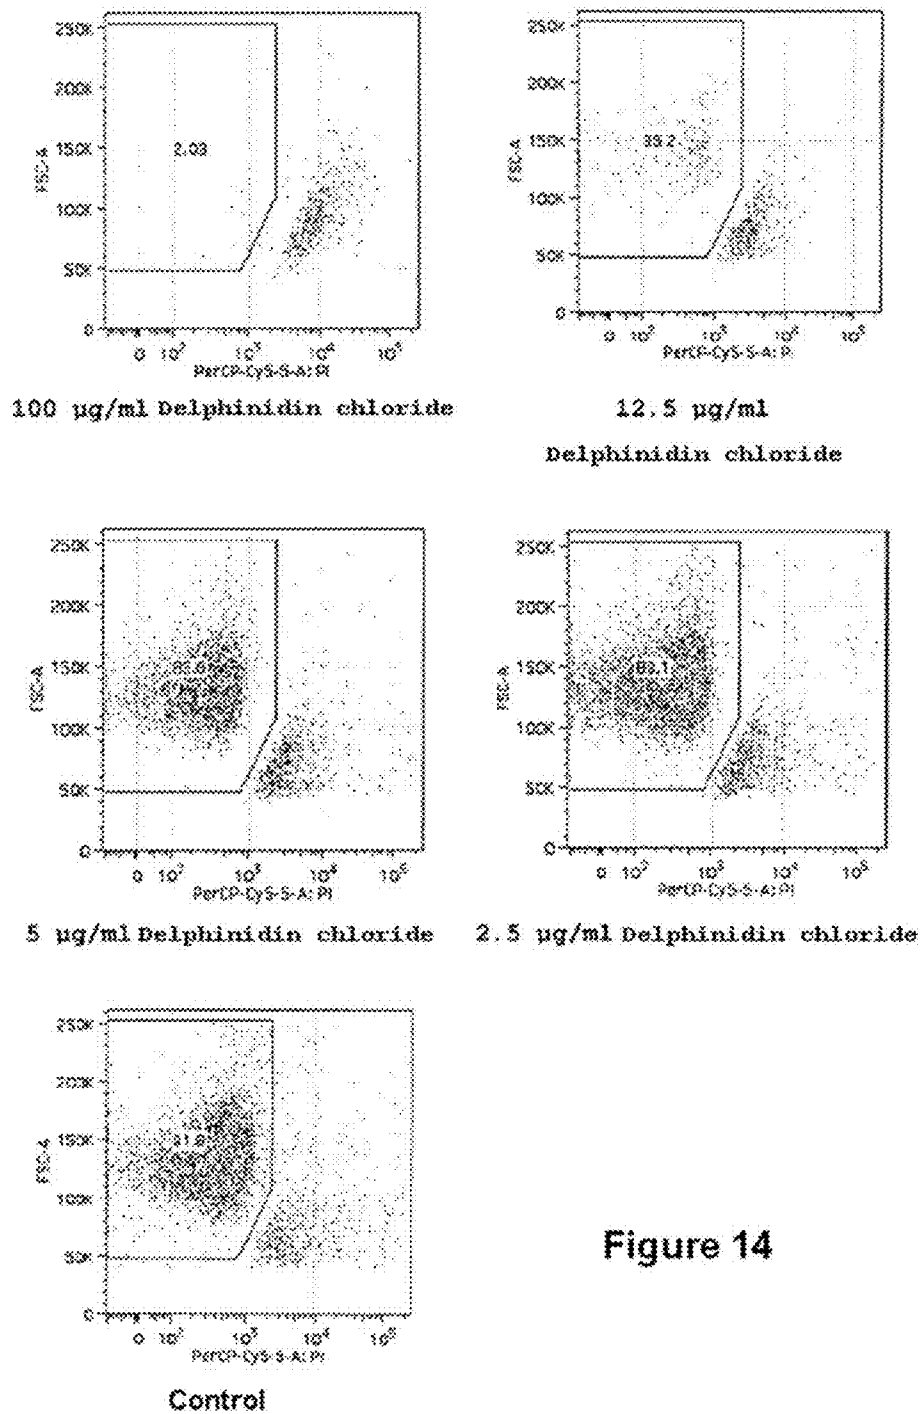 250K
200K
150K
100K
50K
0
FSC-A
2.03
0 10² 10³ 10⁴ 10⁵
PerCP-Cy5-5-A: PI
100 µg/ml Delphinidin chloride
250K
200K
150K
100K
50K
0
FSC-A
0 10² 10³ 10⁴ 10⁵
PerCP-Cy5-5-A: PI
12.5 µg/ml
Delphinidin chloride
250K
200K
150K
100K
50K
0
FSC-A
0 10² 10³ 10⁴ 10⁵
PerCP-Cy5-5-A: PI
5 µg/ml Delphinidin chloride
250K
200K
150K
100K
50K
0
FSC-A
83.1
0 10² 10³ 10⁴ 10⁵
PerCP-Cy5-5-A: PI
2.5 µg/ml Delphinidin chloride
250K
200K
150K
100K
50K
0
FSC-A
0 10² 10³ 10⁴ 10⁵
PerCP-Cy5-5-A: PI
Control
Figure 14